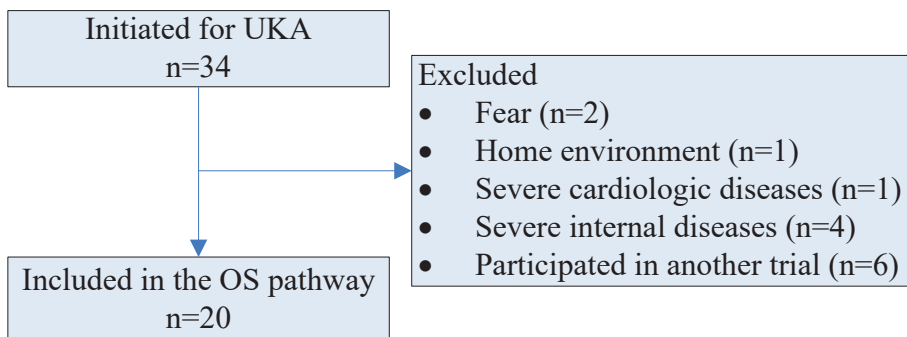 Initiated for UKA
n=34
Excluded
• Fear (n=2)
• Home environment (n=1)
• Severe cardiologic diseases (n=1)
• Severe internal diseases (n=4)
• Participated in another trial (n=6)
Included in the OS pathway
n=20